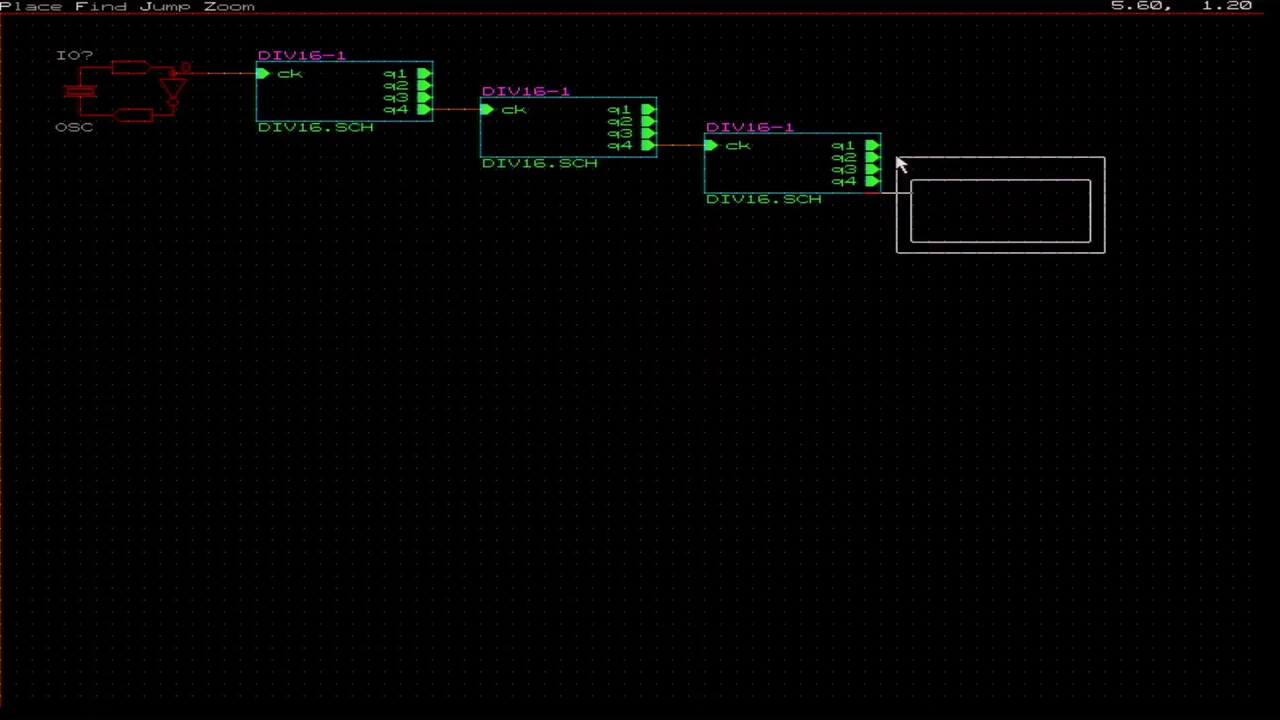 Place Find Jump Zoom 5.60, 1.20
IO?
OSC
DIV16-1
ck q1
q2
q3
q4
DIV16.SCH
DIV16-1
ck q1
q2
q3
q4
DIV16.SCH
DIV16-1
ck q1
q2
q3
q4
DIV16.SCH